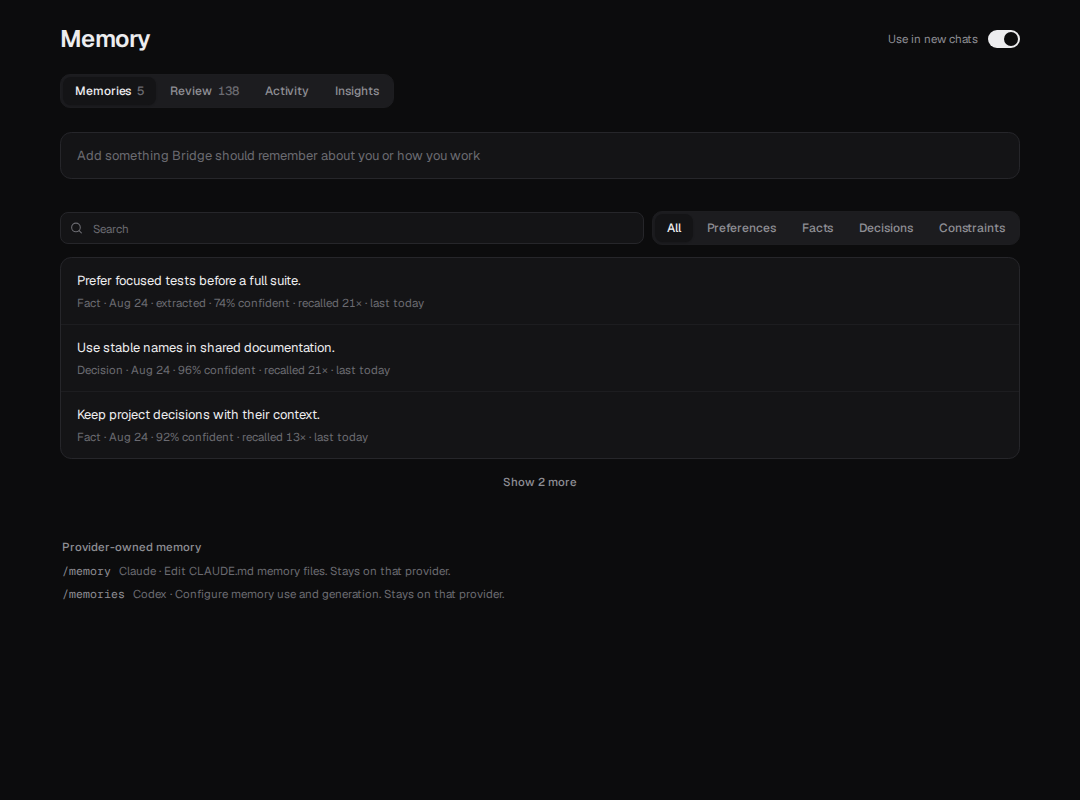 Memory
Use in new chats
Memories 5 Review 138 Activity Insights
Add something Bridge should remember about you or how you work
Search
All Preferences Facts Decisions Constraints
Prefer focused tests before a full suite.
Fact · Aug 24 · extracted · 74% confident · recalled 21× · last today
Use stable names in shared documentation.
Decision · Aug 24 · 96% confident · recalled 21× · last today
Keep project decisions with their context.
Fact · Aug 24 · 92% confident · recalled 13× · last today
Show 2 more
Provider-owned memory
/memory Claude · Edit CLAUDE.md memory files. Stays on that provider.
/memories Codex · Configure memory use and generation. Stays on that provider.